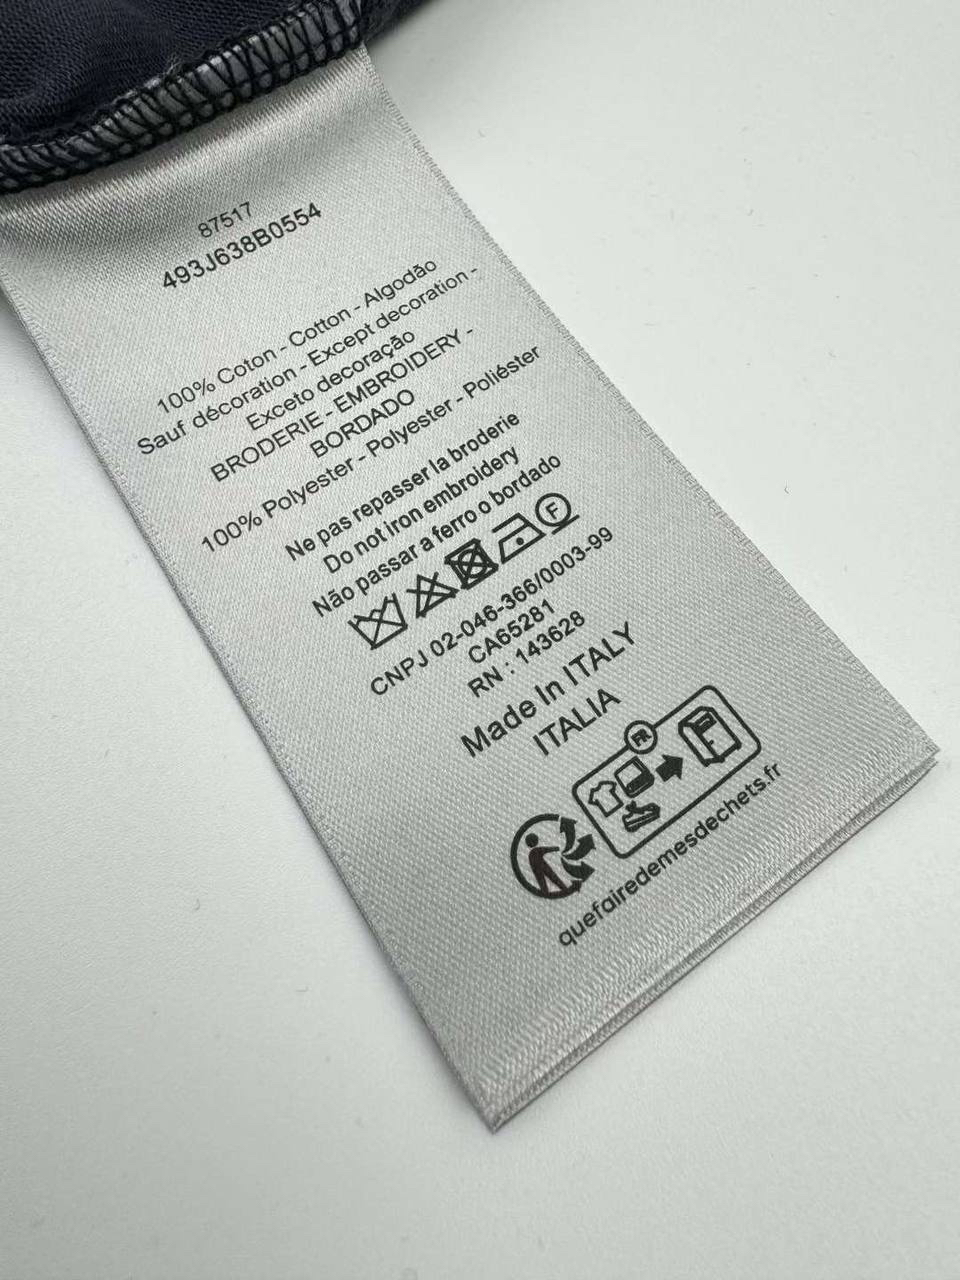 87517
493J638B0554
100% Coton - Cotton - Algodão
Sauf décoration - Except decoration -
Exceto decoração
BRODERIE - EMBROIDERY -
BORDADO
100% Polyester - Polyester - Poliéster
Ne pas repasser la broderie
Do not iron embroidery
Não passar a ferro o bordado
F
CNPJ 02-046-366/0003-99
CA65281
RN : 143628
Made In ITALY
ITALIA
FR
quefairedemesdechets.fr